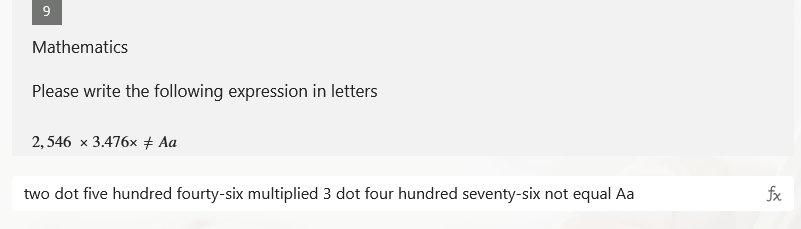 9
Mathematics
Please write the following expression in letters
2, 546 × 3.476× ≠ Aa
two dot five hundred fourty-six multiplied 3 dot four hundred seventy-six not equal Aa fx